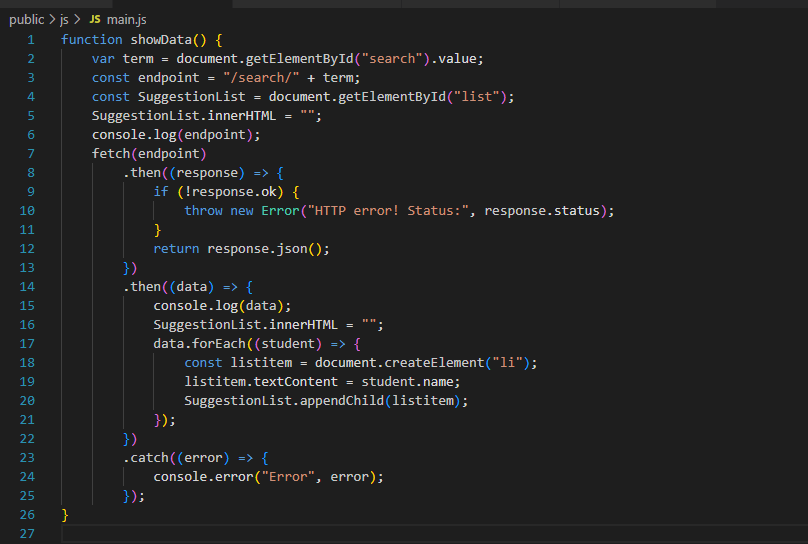 public > js > JS main.js
1 function showData() {
2     var term = document.getElementById("search").value;
3     const endpoint = "/search/" + term;
4     const SuggestionList = document.getElementById("list");
5     SuggestionList.innerHTML = "";
6     console.log(endpoint);
7     fetch(endpoint)
8         .then((response) => {
9             if (!response.ok) {
10                 throw new Error("HTTP error! Status:", response.status);
11             }
12             return response.json();
13         })
14         .then((data) => {
15             console.log(data);
16             SuggestionList.innerHTML = "";
17             data.forEach((student) => {
18                 const listitem = document.createElement("li");
19                 listitem.textContent = student.name;
20                 SuggestionList.appendChild(listitem);
21             });
22         })
23         .catch((error) => {
24             console.error("Error", error);
25         });
26 }
27